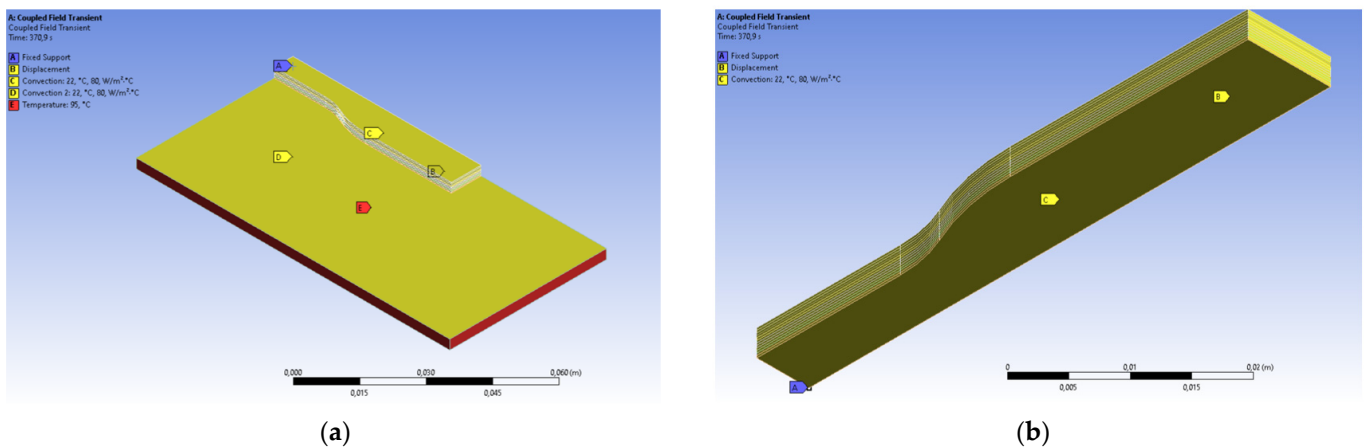 A: Coupled Field Transient
Coupled Field Transient
Time: 370,9 s
A Fixed Support
B Displacement
C Convection: 22, °C, 80, W/m²·°C
D Convection 2: 22, °C, 80, W/m²·°C
E Temperature: 95, °C
A
C
D
B
E
0,000 0,030 0,060 (m)
0,015 0,045
(a)
A: Coupled Field Transient
Coupled Field Transient
Time: 370,9 s
A Fixed Support
B Displacement
C Convection: 22, °C, 80, W/m²·°C
B
C
A
0 0,01 0,02 (m)
0,005 0,015
(b)